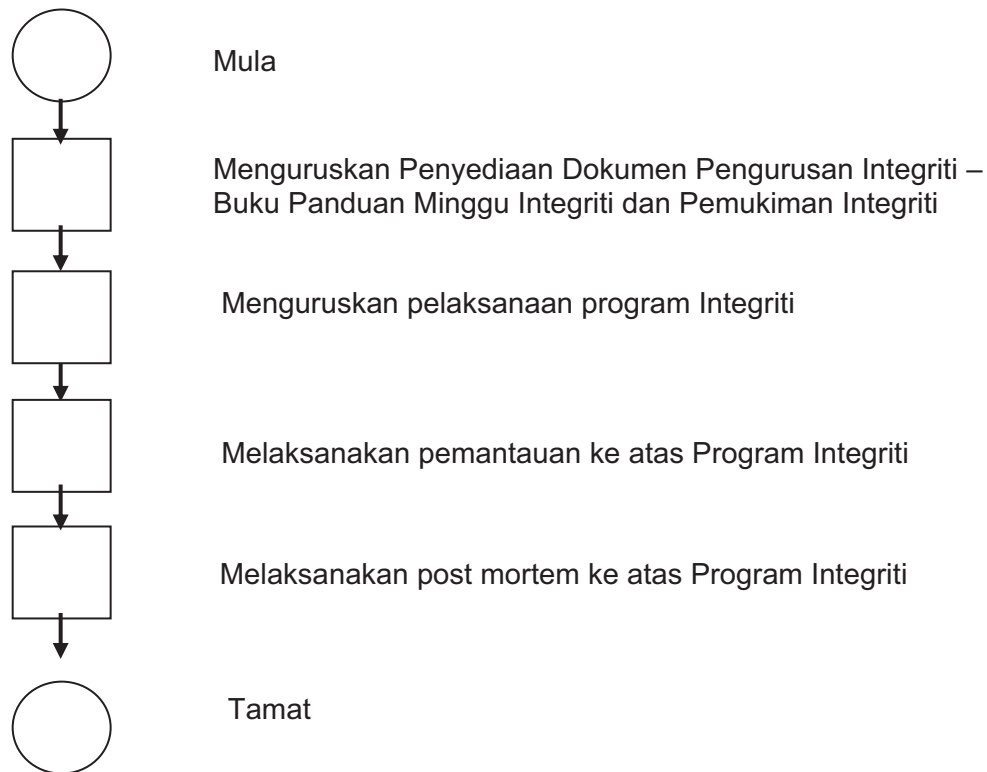 Mula
Menguruskan Penyediaan Dokumen Pengurusan Integriti –
Buku Panduan Minggu Integriti dan Pemukiman Integriti
Menguruskan pelaksanaan program Integriti
Melaksanakan pemantauan ke atas Program Integriti
Melaksanakan post mortem ke atas Program Integriti
Tamat